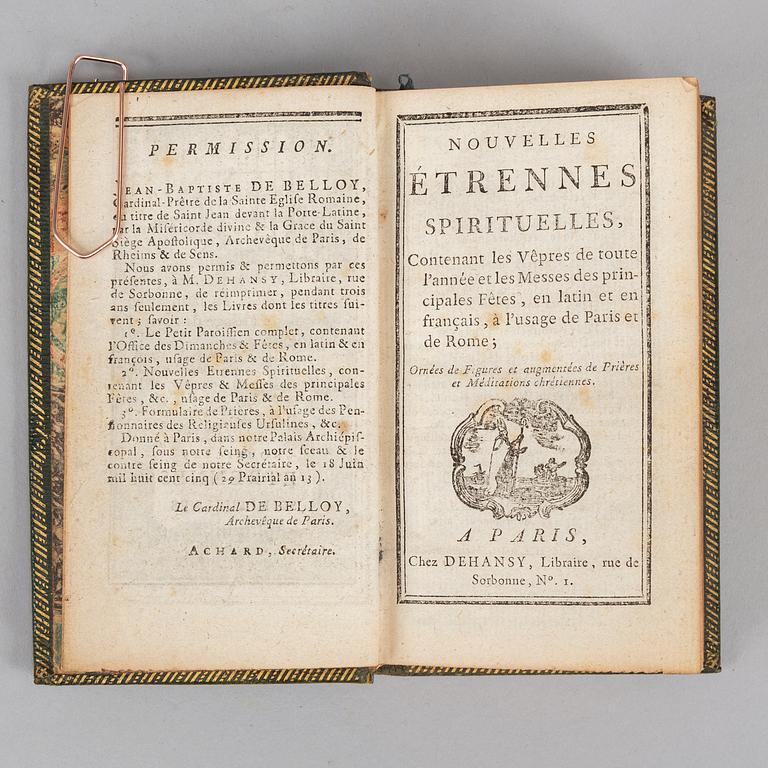 PERMISSION.
JEAN-BAPTISTE DE BELLOY,
Cardinal-Prêtre de la Sainte Eglise Romaine,
au titre de Saint Jean devant la Porte-Latine,
par la Miséricorde divine & la Grace du Saint
Siège Apostolique, Archevêque de Paris, de
Rheims & de Sens.
Nous avons permis & permettons par ces
présentes, à M. DEHANSY, Libraire, rue
de Sorbonne, de réimprimer, pendant trois
ans seulement, les Livres dont les titres sui-
vent; savoir :
1°. Le Petit Paroissien complet, contenant
l'Office des Dimanches & Fêtes, en latin & en
françois, usage de Paris & de Rome.
2°. Nouvelles Etrennes Spirituelles, con-
tenant les Vêpres & Messes des principales
Fêtes, &c., usage de Paris & de Rome.
3°. Formulaire de Prières, à l'usage des Pen-
sionnaires des Religieuses Ursulines, &c.
Donné à Paris, dans notre Palais Archiépis-
copal, sous notre seing, notre sceau & le
contre seing de notre Secrétaire, le 18 Juin
mil huit cent cinq (29 Prairial an 13).
Le Cardinal DE BELLOY,
Archevêque de Paris.
ACHARD, Secrétaire.
NOUVELLES
ÉTRENNES
SPIRITUELLES,
Contenant les Vêpres de toute
l'année et les Messes des prin-
cipales Fêtes, en latin et en
français, à l'usage de Paris et
de Rome;
Ornées de Figures et augmentées de Prières
et Méditations chrétiennes.
A PARIS,
Chez DEHANSY, Libraire, rue de
Sorbonne, N°. 1.